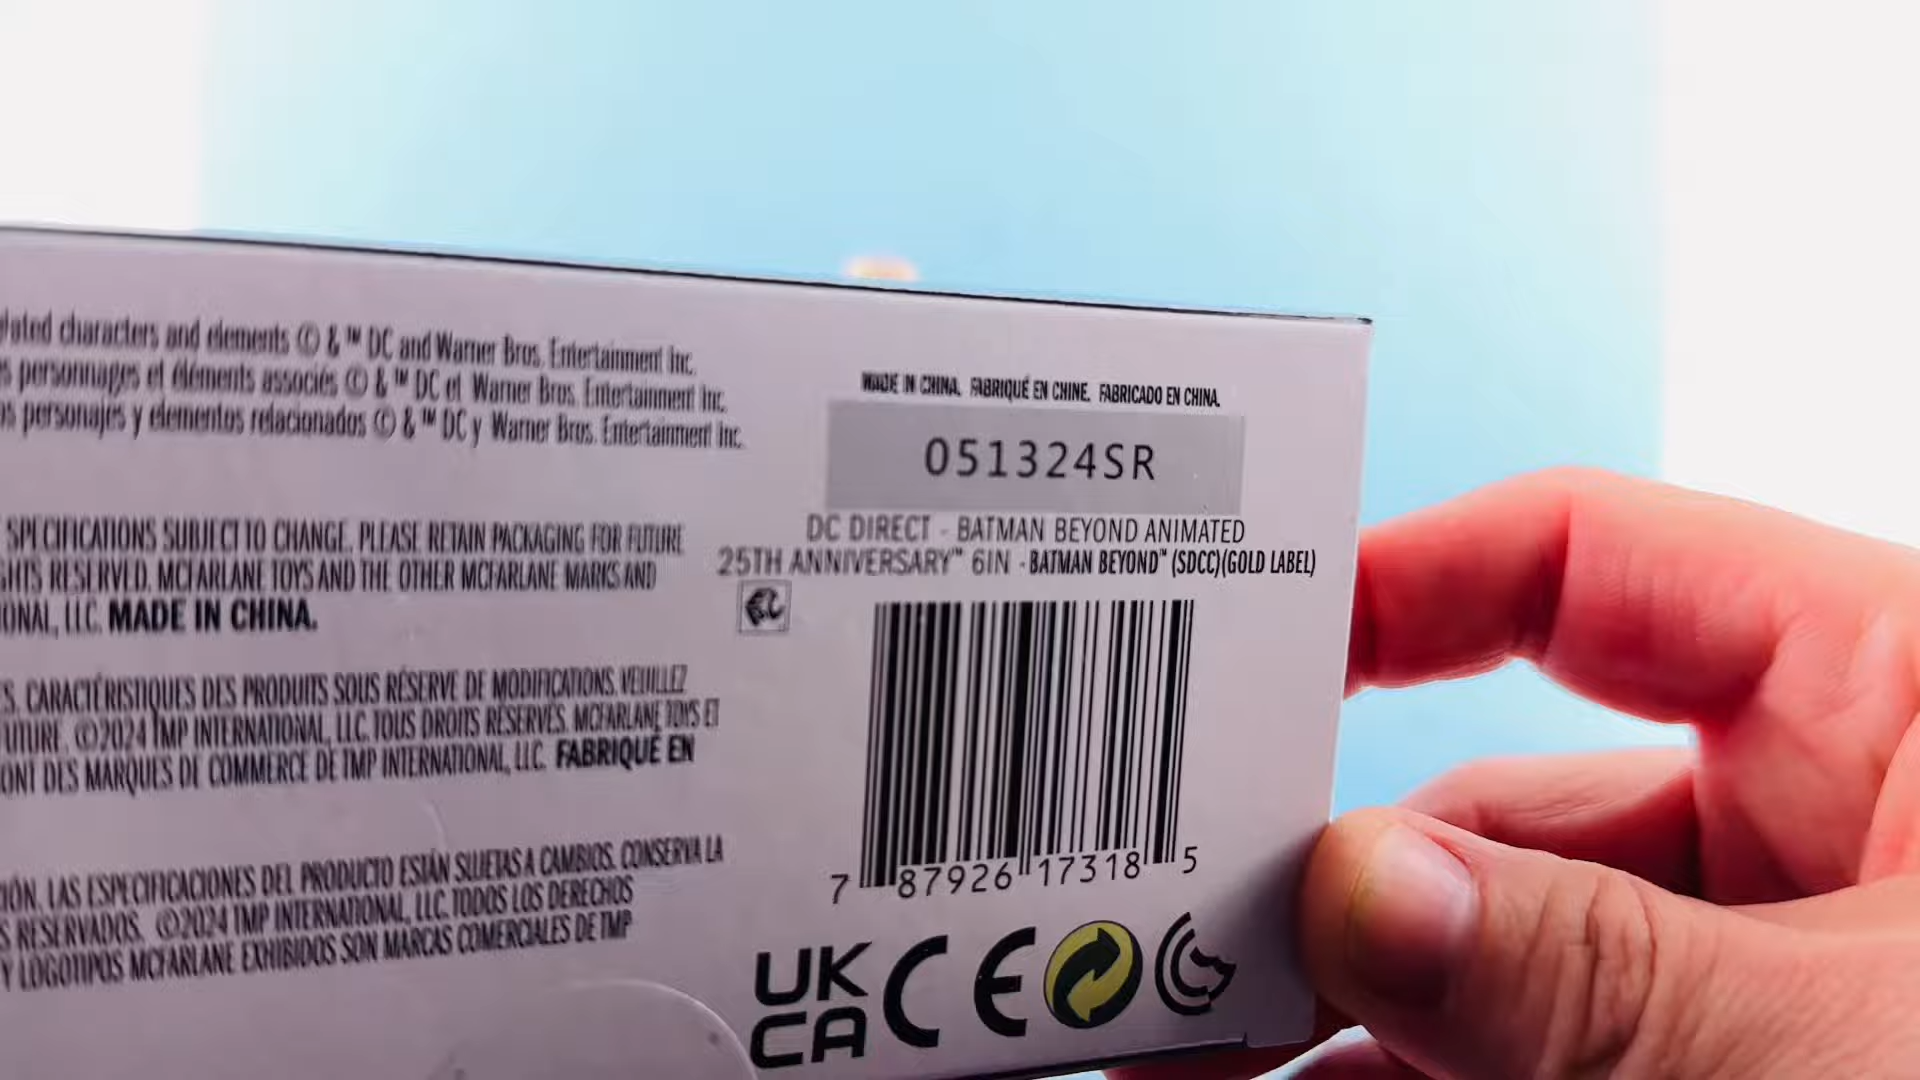 lated characters and elements © & ™ DC and Warner Bros. Entertainment Inc.
s personnages et éléments associés © & ™ DC et Warner Bros. Entertainment Inc.
os personajes y elementos relacionados © & ™ DC y Warner Bros. Entertainment Inc.
SPECIFICATIONS SUBJECT TO CHANGE. PLEASE RETAIN PACKAGING FOR FUTURE
GHTS RESERVED. MCFARLANE TOYS AND THE OTHER MCFARLANE MARKS AND
IONAL, LLC. MADE IN CHINA.
S. CARACTÉRISTIQUES DES PRODUITS SOUS RÉSERVE DE MODIFICATIONS. VEUILLEZ
FUTURE. ©2024 TMP INTERNATIONAL, LLC. TOUS DROITS RÉSERVÉS. MCFARLANE TOYS ET
ONT DES MARQUES DE COMMERCE DE TMP INTERNATIONAL, LLC. FABRIQUÉ EN
IÓN. LAS ESPECIFICACIONES DEL PRODUCTO ESTÁN SUJETAS A CAMBIOS. CONSERVA LA
S RESERVADOS. ©2024 TMP INTERNATIONAL, LLC. TODOS LOS DERECHOS
Y LOGOTIPOS MCFARLANE EXHIBIDOS SON MARCAS COMERCIALES DE TMP
MADE IN CHINA. FABRIQUÉ EN CHINE. FABRICADO EN CHINA.
051324SR
DC DIRECT - BATMAN BEYOND ANIMATED
25TH ANNIVERSARY™ 6IN - BATMAN BEYOND™ (SDCC)(GOLD LABEL)
7 87926 17318 5
UK
CA
CE